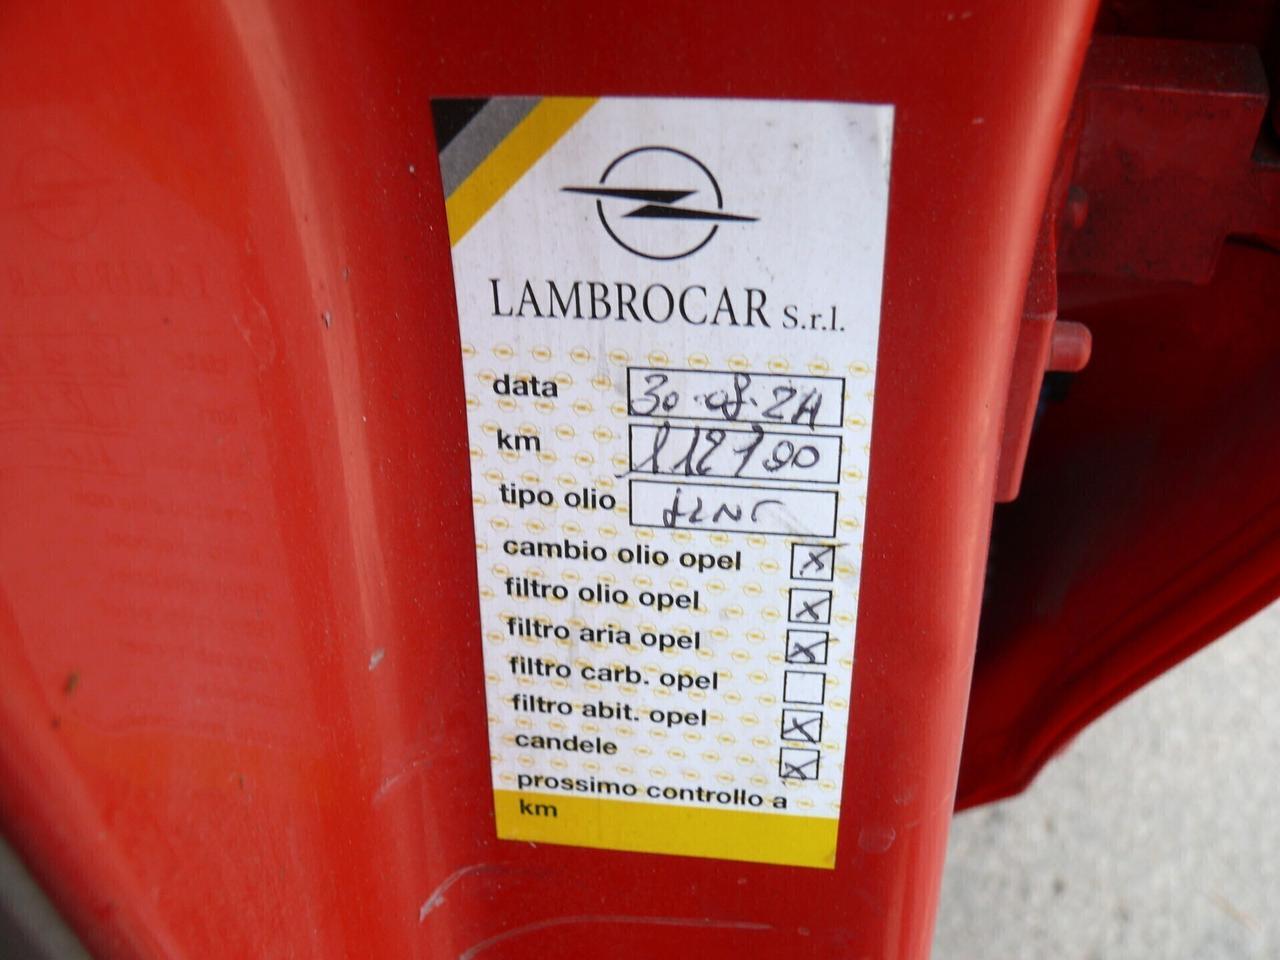 LAMBROCAR S.r.l.
data
km 112790
tipo olio
cambio olio opel X
filtro olio opel X
filtro aria opel X
filtro carb. opel
filtro abit. opel X
candele X
prossimo controllo a
km